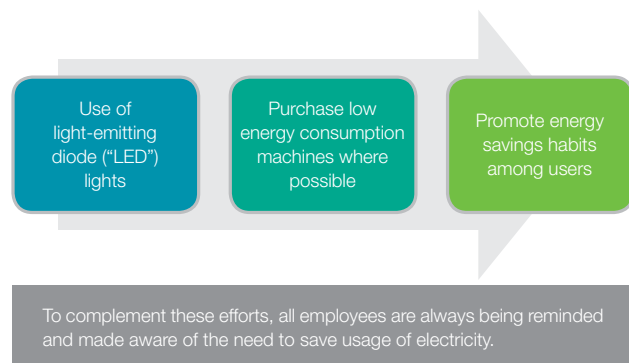 Use of
light-emitting
diode (“LED”)
lights
Purchase low
energy consumption
machines where
possible
Promote energy
savings habits
among users
To complement these efforts, all employees are always being reminded
and made aware of the need to save usage of electricity.